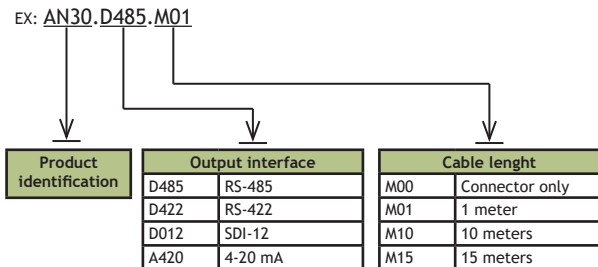 EX: AN30.D485.M01
Product identification
Output interface
D485 RS-485
D422 RS-422
D012 SDI-12
A420 4-20 mA
Cable lenght
M00 Connector only
M01 1 meter
M10 10 meters
M15 15 meters